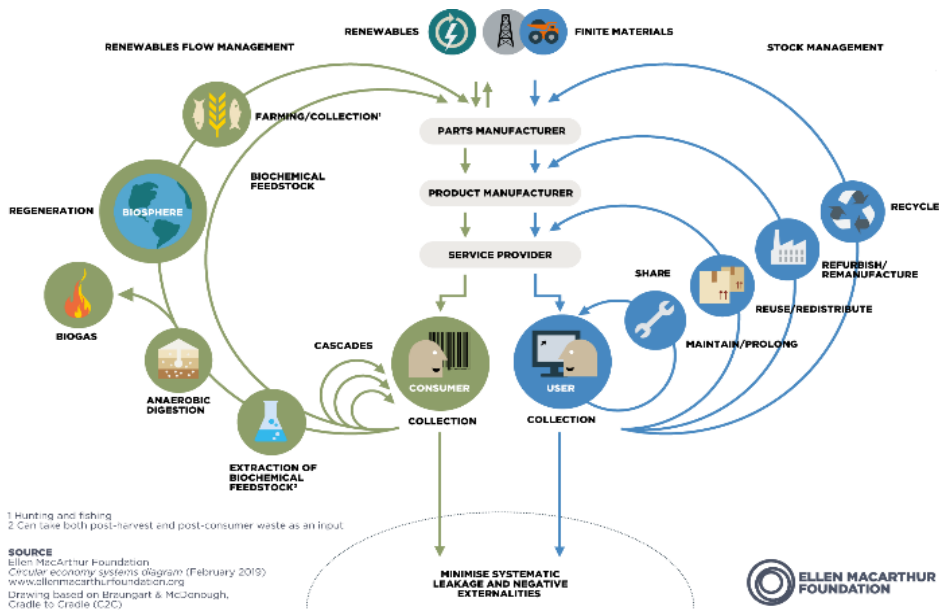 RENEWABLES
FINITE MATERIALS
RENEWABLES FLOW MANAGEMENT
STOCK MANAGEMENT
FARMING/COLLECTION¹
PARTS MANUFACTURER
BIOCHEMICAL
FEEDSTOCK
PRODUCT MANUFACTURER
REGENERATION
BIOSPHERE
RECYCLE
SERVICE PROVIDER
SHARE
REFURBISH/
REMANUFACTURE
REUSE/REDISTRIBUTE
BIOGAS
CASCADES
MAINTAIN/PROLONG
CONSUMER
USER
ANAEROBIC
DIGESTION
COLLECTION
COLLECTION
EXTRACTION OF
BIOCHEMICAL
FEEDSTOCK²
1 Hunting and fishing
2 Can take both post-harvest and post-consumer waste as an input
SOURCE
Ellen MacArthur Foundation
Circular economy systems diagram (February 2019)
www.ellenmacarthurfoundation.org
Drawing based on Braungart & McDonough,
Cradle to Cradle (C2C)
MINIMISE SYSTEMATIC
LEAKAGE AND NEGATIVE
EXTERNALITIES
ELLEN MACARTHUR
FOUNDATION